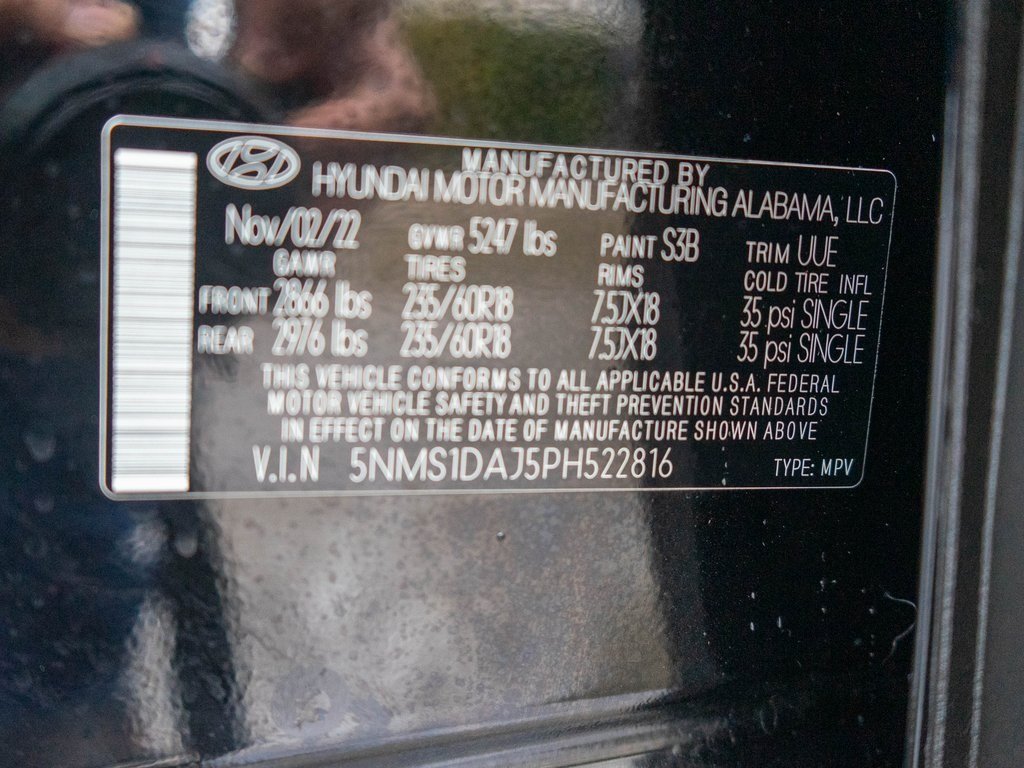 MANUFACTURED BY
HYUNDAI MOTOR MANUFACTURING ALABAMA, LLC
Nov/02/22 GVWR 5247 lbs PAINT S3B TRIM UUE
GAWR TIRES RIMS COLD TIRE INFL
FRONT 2866 lbs 235/60R18 7.5JX18 35 psi SINGLE
REAR 2976 lbs 235/60R18 7.5JX18 35 psi SINGLE
THIS VEHICLE CONFORMS TO ALL APPLICABLE U.S.A. FEDERAL
MOTOR VEHICLE SAFETY AND THEFT PREVENTION STANDARDS
IN EFFECT ON THE DATE OF MANUFACTURE SHOWN ABOVE
V.I.N 5NMS1DAJ5PH522816 TYPE: MPV